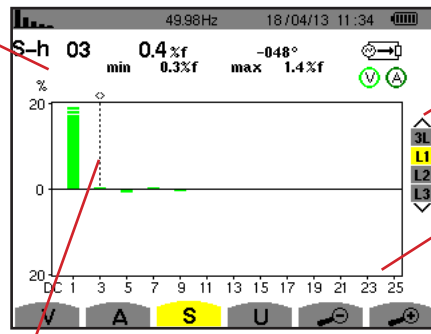 49.98Hz 18/04/13 11:34
S-h 03 0.4%f -048°
min 0.3%f max 1.4%f
V A
%
20
0
20
3L
L1
L2
L3
DC 1 3 5 7 9 11 13 15 17 19 21 23 25
V A S U